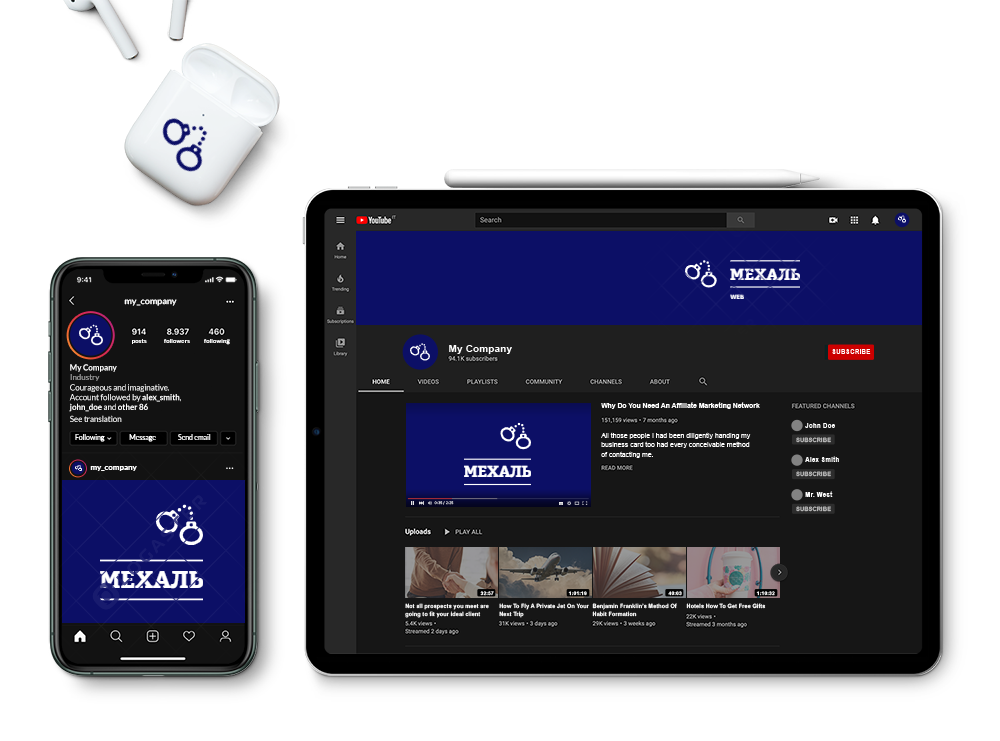 9:41
my_company
914
8.937
460
posts
followers
following
My Company
Industry
Courageous and imaginative.
Account followed by alex_smith,
john_doe and other 86
See translation
Following
Message
Send email
my_company
МЕХАЛЬ
YouTube
Search
Home
Trending
Subscriptions
Library
МЕХАЛЬ
WEB
My Company
94.1K subscribers
SUBSCRIBE
HOME
VIDEOS
PLAYLISTS
COMMUNITY
CHANNELS
ABOUT
МЕХАЛЬ
Why Do You Need An Affiliate Marketing Network
151,159 views • 7 months ago
All those people I had been diligently handing my
business card too had every conceivable method
of contacting me.
READ MORE
FEATURED CHANNELS
John Doe
SUBSCRIBE
Alex Smith
SUBSCRIBE
Mr. West
SUBSCRIBE
Uploads
PLAY ALL
32:57
Not all prospects you meet are
going to fit your ideal client
5.4K views •
Streamed 2 days ago
1:01:10
How To Fly A Private Jet On Your
Next Trip
31K views • 3 days ago
Benjamin Franklin's Method Of
Habit Formation
29K views • 3 weeks ago
1:10:32
Hotels How To Get Free Gifts
22K views •
Streamed 3 months ago